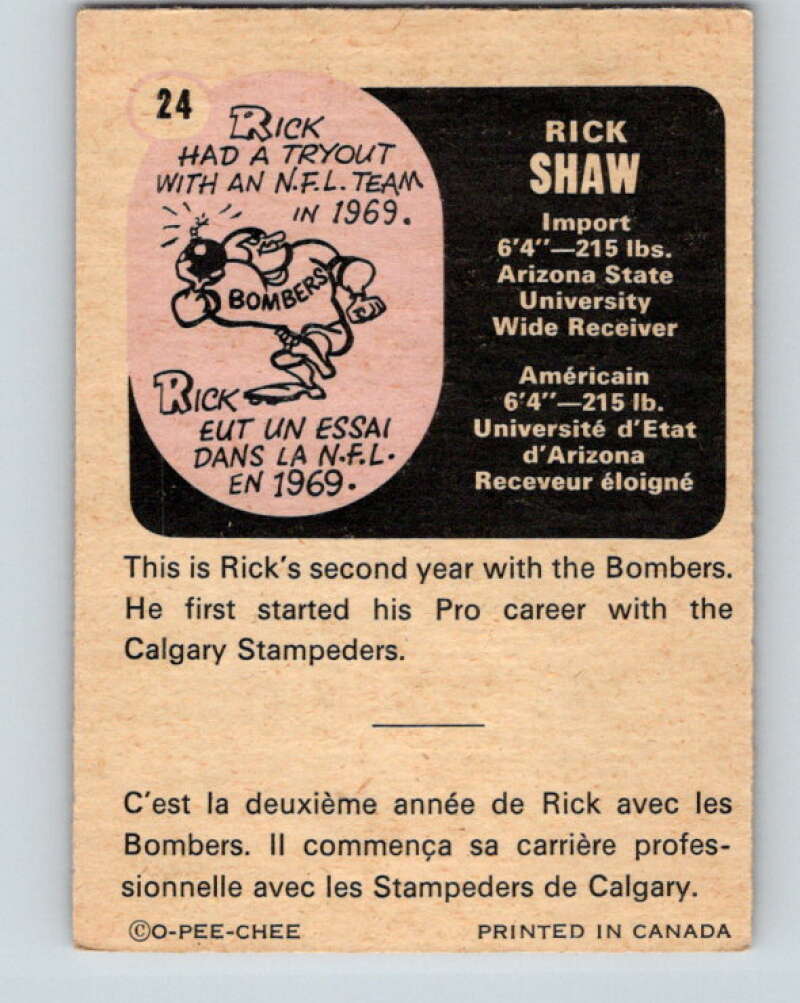 24
RICK
HAD A TRYOUT
WITH AN N.F.L. TEAM
IN 1969.
BOMBERS
RICK
EUT UN ESSAI
DANS LA N.F.L.
EN 1969.
RICK
SHAW
Import
6'4"—215 lbs.
Arizona State
University
Wide Receiver
Américain
6'4"—215 lb.
Université d'Etat
d'Arizona
Receveur éloigné
This is Rick's second year with the Bombers.
He first started his Pro career with the
Calgary Stampeders.
C'est la deuxième année de Rick avec les
Bombers. Il commença sa carrière profes-
sionnelle avec les Stampeders de Calgary.
©O-PEE-CHEE
PRINTED IN CANADA